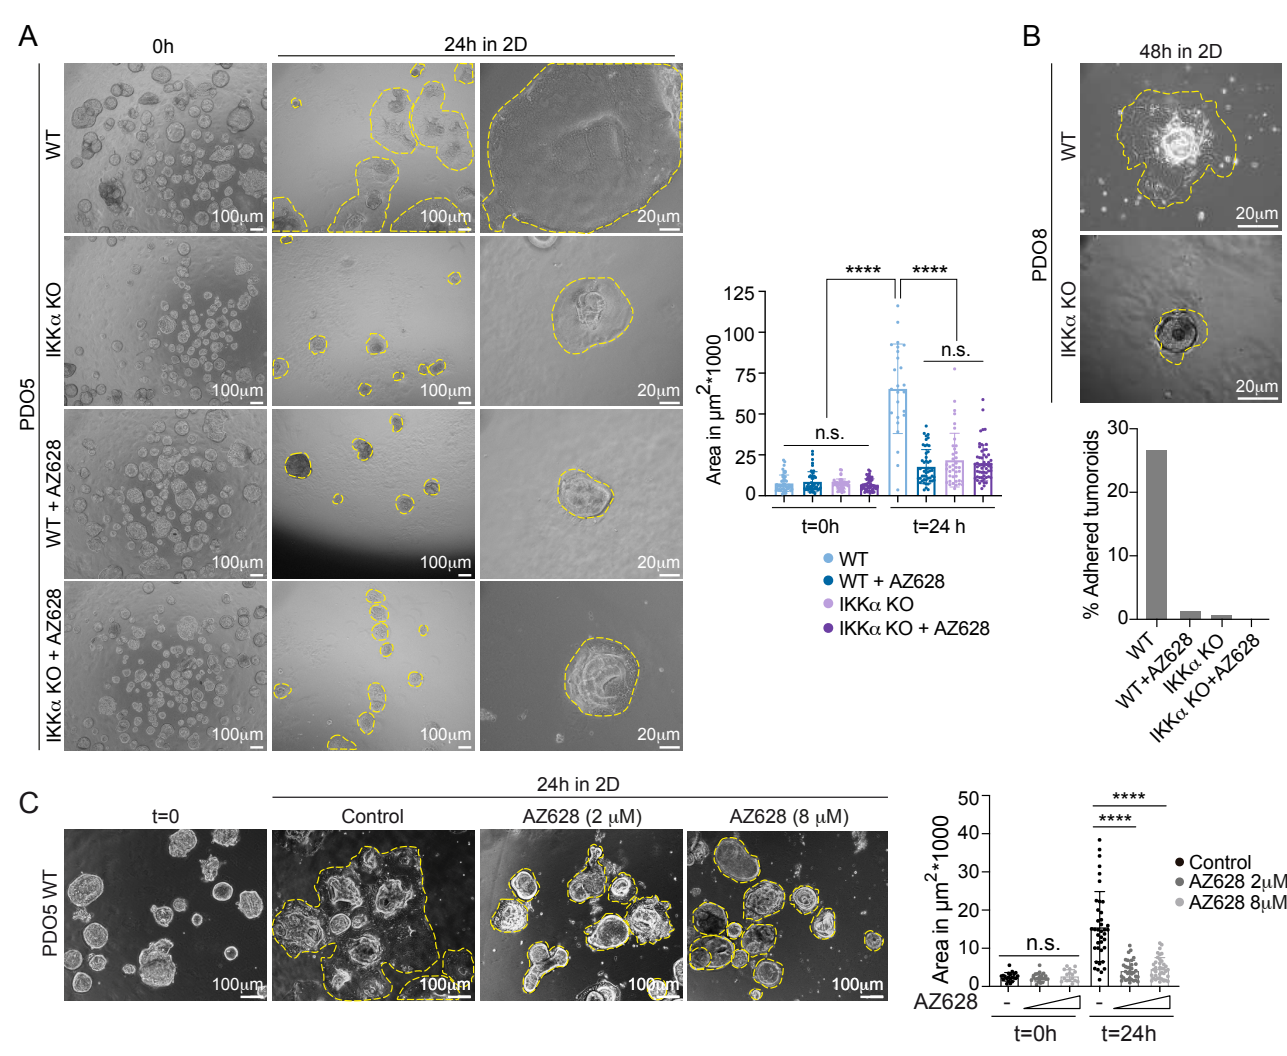 A
0h
24h in 2D
PDO5
WT
100µm
100µm
20µm
IKKα KO
100µm
100µm
20µm
WT + AZ628
100µm
100µm
20µm
IKKα KO + AZ628
100µm
100µm
20µm
Area in µm²*1000
125
100
75
50
25
0
n.s.
****
****
n.s.
t=0h
t=24 h
WT
WT + AZ628
IKKα KO
IKKα KO + AZ628
B
48h in 2D
PDO8
WT
20µm
IKKα KO
20µm
% Adhered tumoroids
30
20
10
0
WT
WT+AZ628
IKKα KO
IKKα KO+AZ628
C
24h in 2D
t=0
Control
AZ628 (2 µM)
AZ628 (8 µM)
PDO5 WT
100µm
100µm
100µm
100µm
Area in µm²*1000
50
40
30
20
10
0
n.s.
****
****
Control
AZ628 2µM
AZ628 8µM
AZ628
-
-
t=0h
t=24h